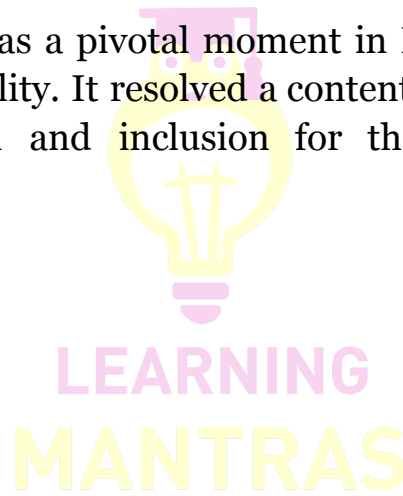 as a pivotal moment in
lity. It resolved a content
and inclusion for th
LEARNING
MANTRAS